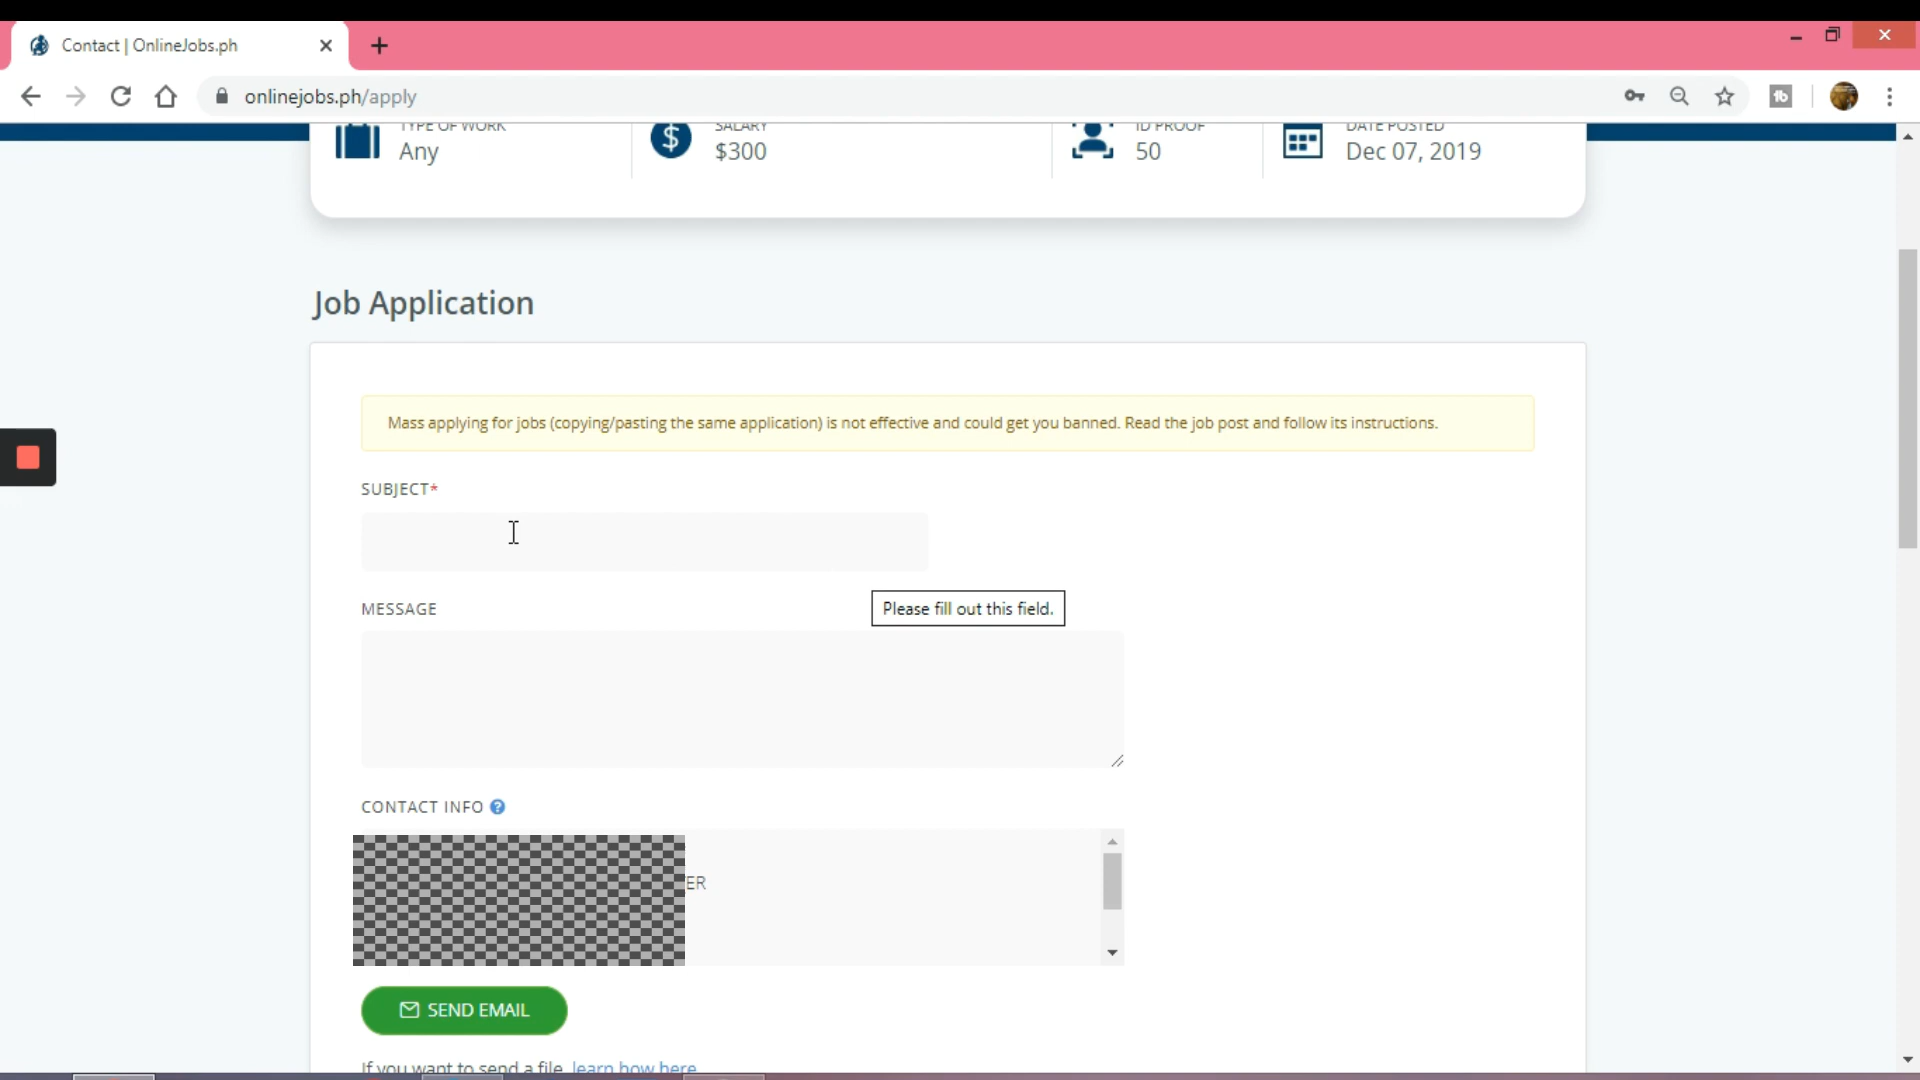 Contact | OnlineJobs.ph
onlinejobs.ph/apply
TYPE OF WORK
Any
SALARY
$300
ID PROOF
50
DATE POSTED
Dec 07, 2019
Job Application
Mass applying for jobs (copying/pasting the same application) is not effective and could get you banned. Read the job post and follow its instructions.
SUBJECT*
Please fill out this field.
MESSAGE
CONTACT INFO ?
ER
SEND EMAIL
If you want to send a file, learn how here